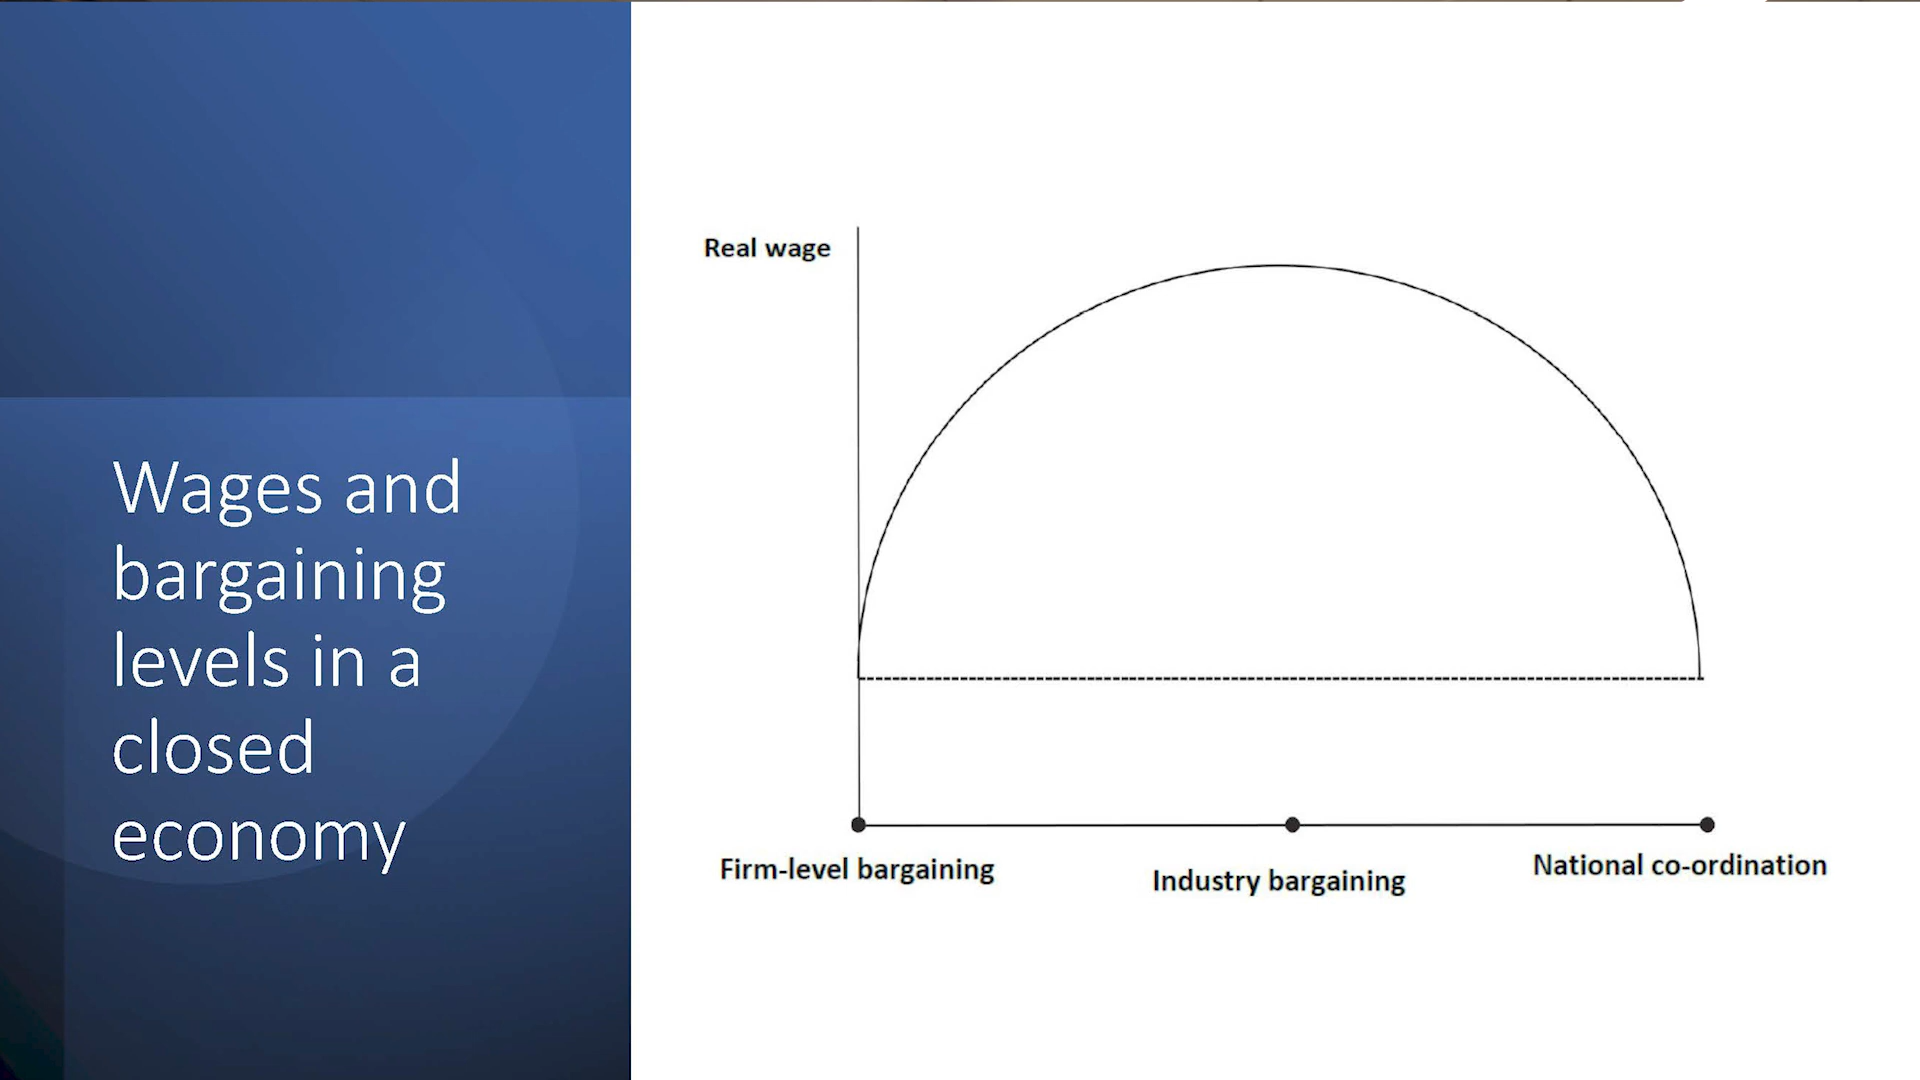 Wages and
bargaining
levels in a
closed
economy
Real wage
Firm-level bargaining
Industry bargaining
National co-ordination